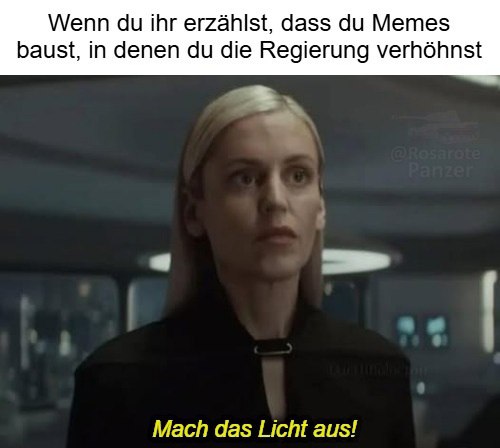 Wenn du ihr erzählst, dass du Memes
baust, in denen du die Regierung verhöhnst
@Rosarote
Panzer
Mach das Licht aus!